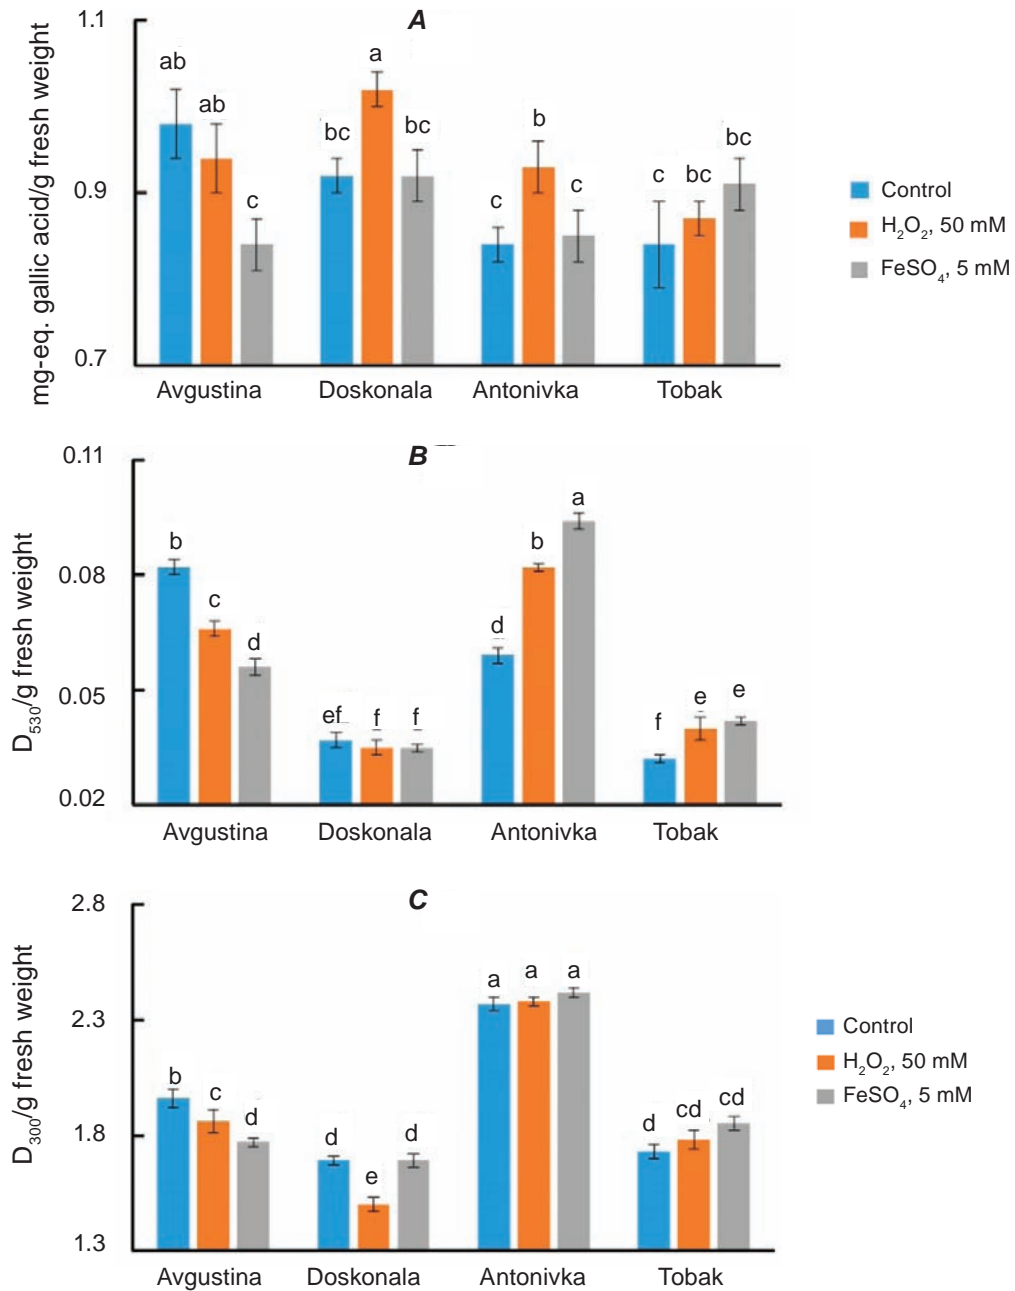 A
mg-eq. gallic acid/g fresh weight
1.1
0.9
0.7
ab
ab
c
bc
a
bc
c
b
c
c
bc
bc
Avgustina Doskonala Antonivka Tobak
Control
H₂O₂, 50 mM
FeSO₄, 5 mM
B
D₅₃₀/g fresh weight
0.11
0.08
0.05
0.02
b
c
d
ef
f
f
d
b
a
f
e
e
Avgustina Doskonala Antonivka Tobak
C
D₃₀₀/g fresh weight
2.8
2.3
1.8
1.3
b
c
d
d
e
d
a
a
a
d
cd
cd
Avgustina Doskonala Antonivka Tobak
Control
H₂O₂, 50 mM
FeSO₄, 5 mM